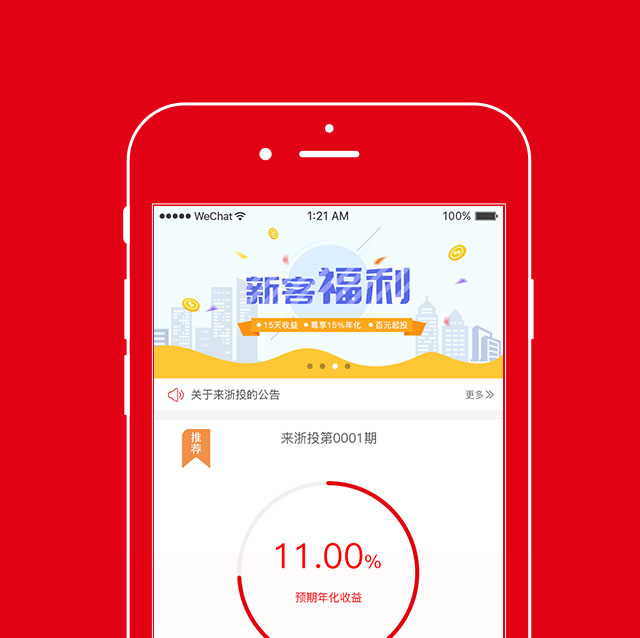 WeChat 1:21 AM 100%
新客福利
15天收益 尊享15%年化 百元起投
关于来浙投的公告 更多
推荐
来浙投第0001期
11.00%
预期年化收益